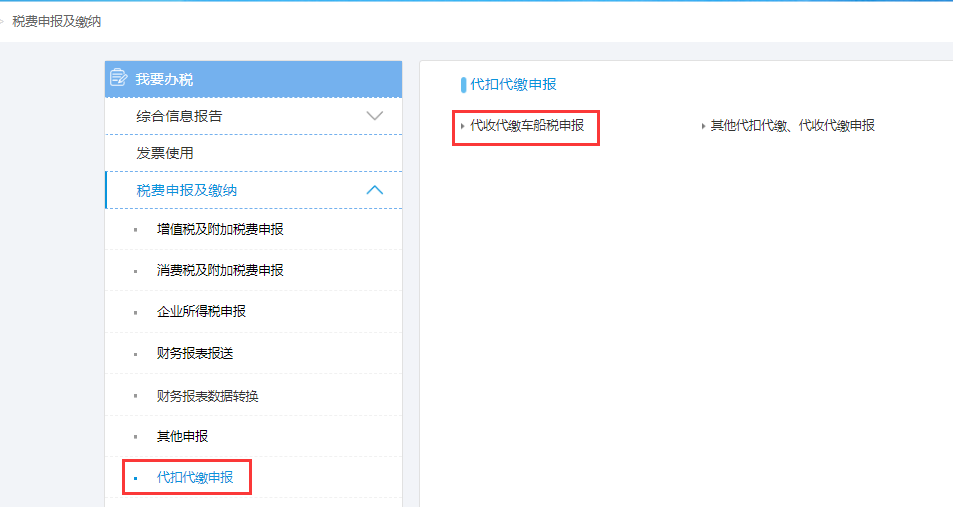 税费申报及缴纳
我要办税
综合信息报告
发票使用
税费申报及缴纳
增值税及附加税费申报
消费税及附加税费申报
企业所得税申报
财务报表报送
财务报表数据转换
其他申报
代扣代缴申报
代扣代缴申报
代收代缴车船税申报
其他代扣代缴、代收代缴申报